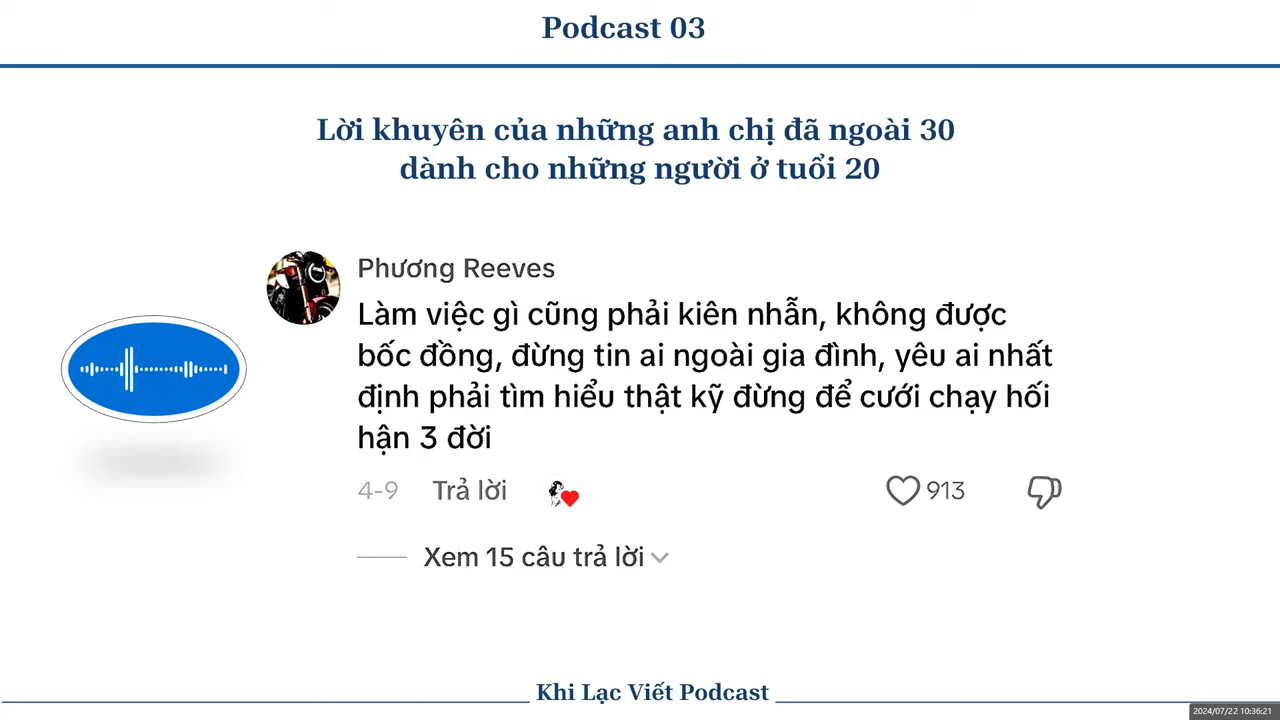 Podcast 03
Lời khuyên của những anh chị đã ngoài 30
dành cho những người ở tuổi 20
Phương Reeves
Làm việc gì cũng phải kiên nhẫn, không được
bốc đồng, đừng tin ai ngoài gia đình, yêu ai nhất
định phải tìm hiểu thật kỹ đừng để cưới chạy hối
hận 3 đời
4-9 Trả lời 913
Xem 15 câu trả lời
Khi Lạc Viết Podcast
2024/07/22 10:36:21